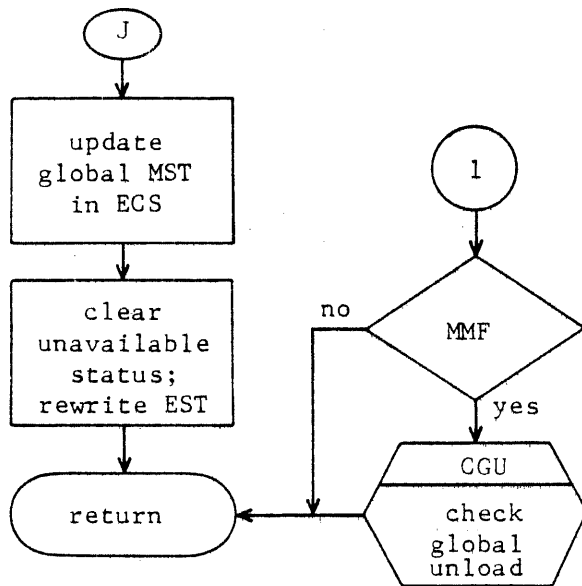 J
update
global MST
in ECS
clear
unavailable
status;
rewrite EST
return
1
MMF
no
yes
CGU
check
global
unload